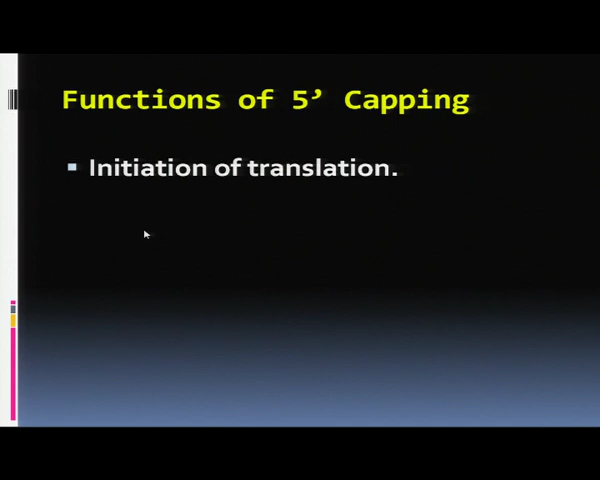 Functions of 5’ Capping
Initiation of translation.